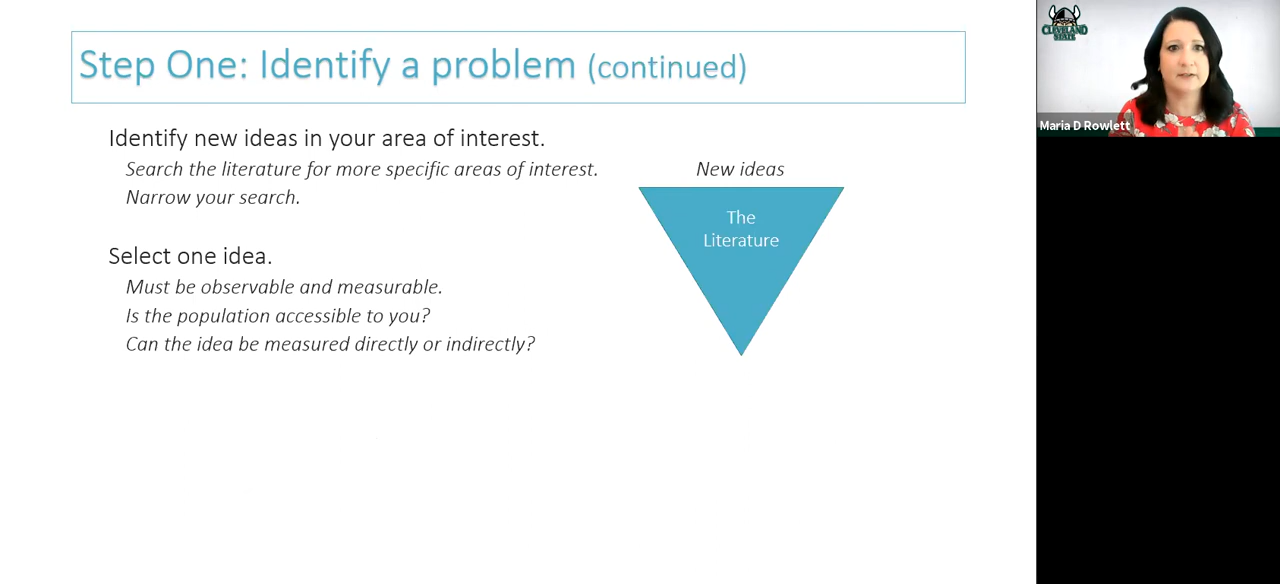 Step One: Identify a problem (continued)
Identify new ideas in your area of interest.
Search the literature for more specific areas of interest.
Narrow your search.
Select one idea.
Must be observable and measurable.
Is the population accessible to you?
Can the idea be measured directly or indirectly?
New ideas
The
Literature
CLEVELAND
STATE
Maria D Rowlett